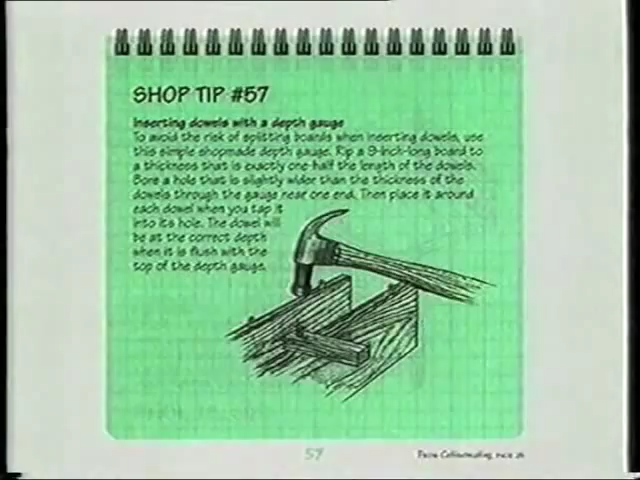 SHOP TIP #57
Inserting dowels with a depth gauge
To avoid the risk of splitting boards when inserting dowels, use
this simple shopmade depth gauge. Rip a 9-inch-long board to
a thickness that is exactly one-half the length of the dowels.
Bore a hole that is slightly wider than the thickness of the
dowels through the gauge near one end. Then place it around
each dowel when you tap it
into its hole. The dowel will
be at the correct depth
when it is flush with the
top of the depth gauge.
57
From Cabinetmaking, PAGE